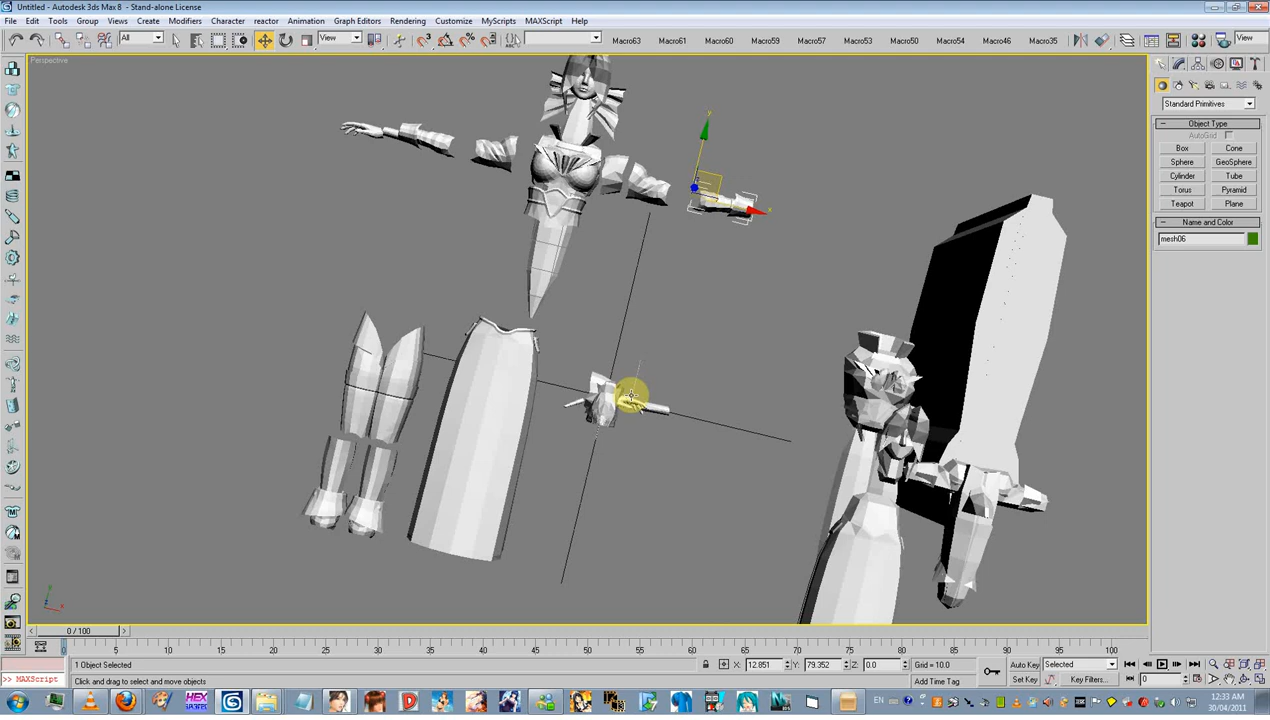 Untitled - Autodesk 3ds Max 8 - Stand-alone License
File Edit Tools Group Views Create Modifiers Character reactor Animation Graph Editors Rendering Customize MyScripts MAXScript Help
All View Macro63 Macro61 Macro60 Macro59 Macro57 Macro53 Macro50 Macro54 Macro46 Macro35 View
Perspective
Standard Primitives
Object Type
AutoGrid
Box Cone
Sphere GeoSphere
Cylinder Tube
Torus Pyramid
Teapot Plane
Name and Color
mesh06
y
x
0 / 100
0 5 10 15 20 25 30 35 40 45 50 55 60 65 70 75 80 85 90 95 100
1 Object Selected X: 12.851 Y: 79.352 Z: 0.0 Grid = 10.0 Auto Key Selected
>> MAXScript Click and drag to select and move objects Add Time Tag Set Key Key Filters... 0
HEX
EN
12:33 AM
30/04/2011